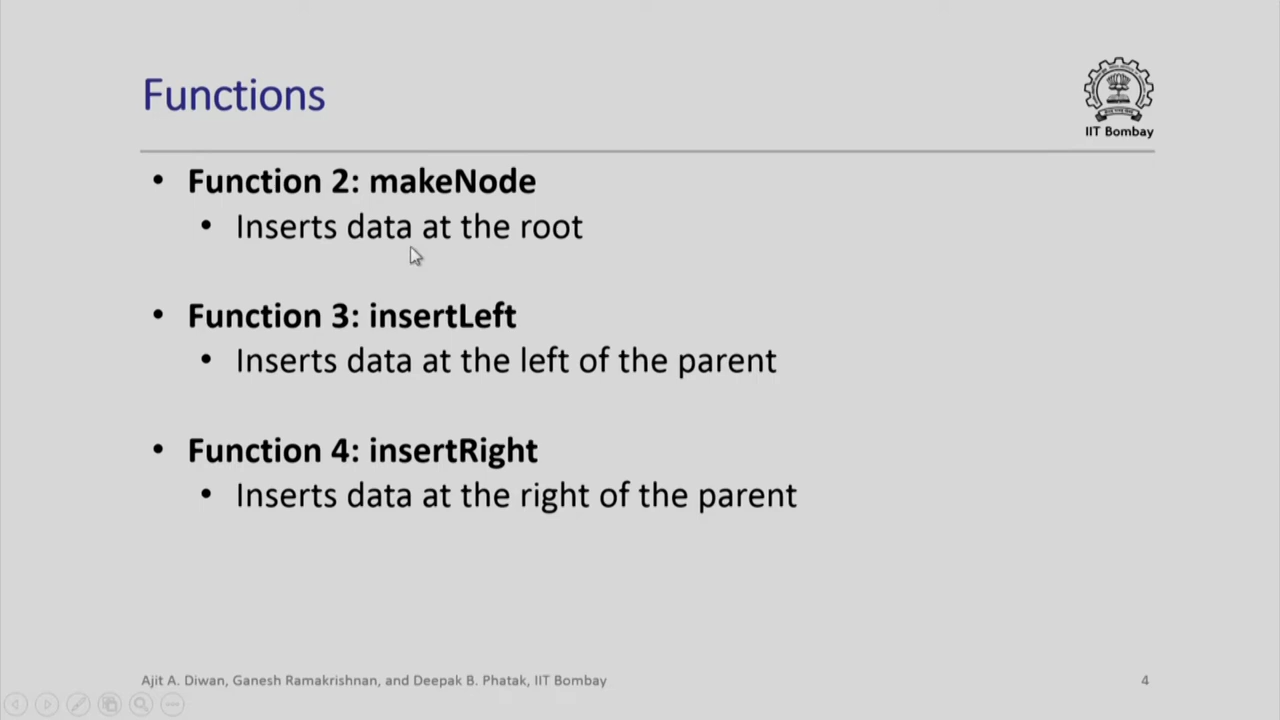 Functions
IIT Bombay
• Function 2: makeNode
• Inserts data at the root
• Function 3: insertLeft
• Inserts data at the left of the parent
• Function 4: insertRight
• Inserts data at the right of the parent
Ajit A. Diwan, Ganesh Ramakrishnan, and Deepak B. Phatak, IIT Bombay
4